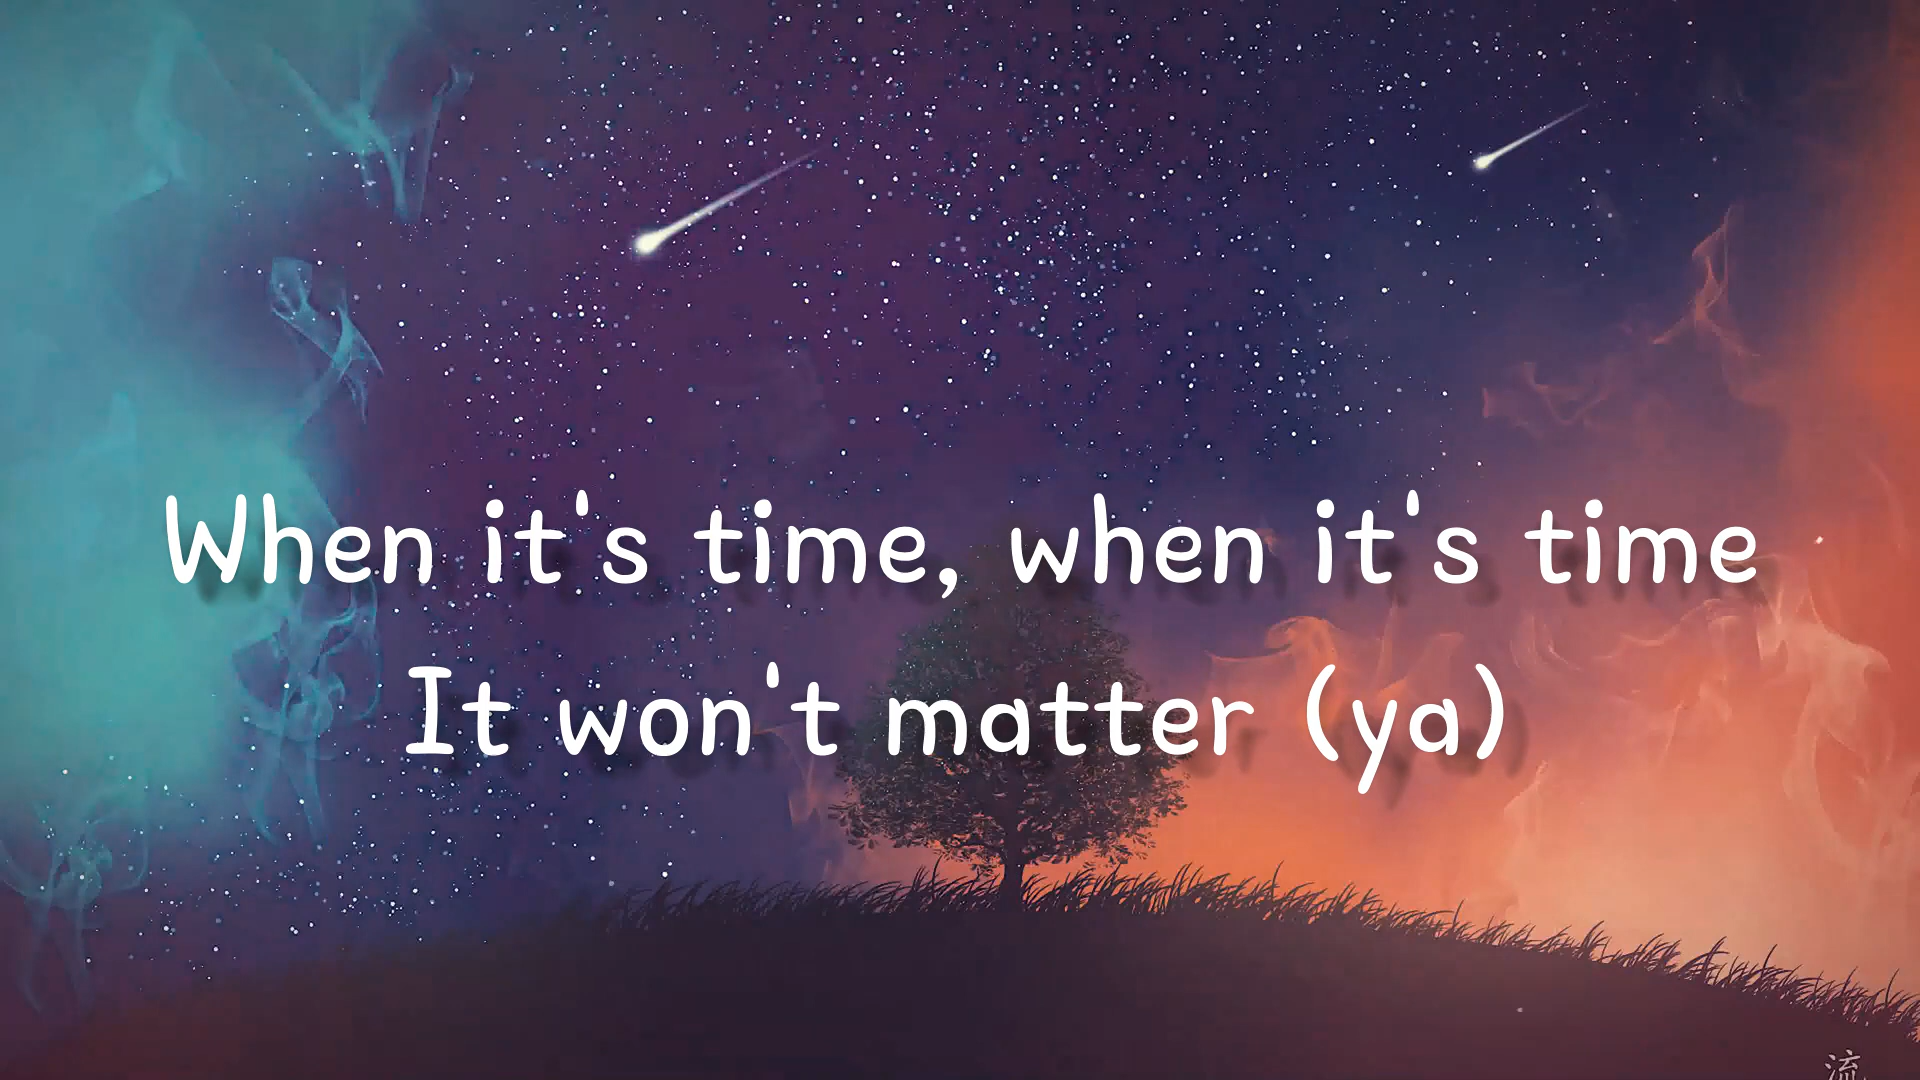 When it's time, when it's time
It won't matter (ya)
流